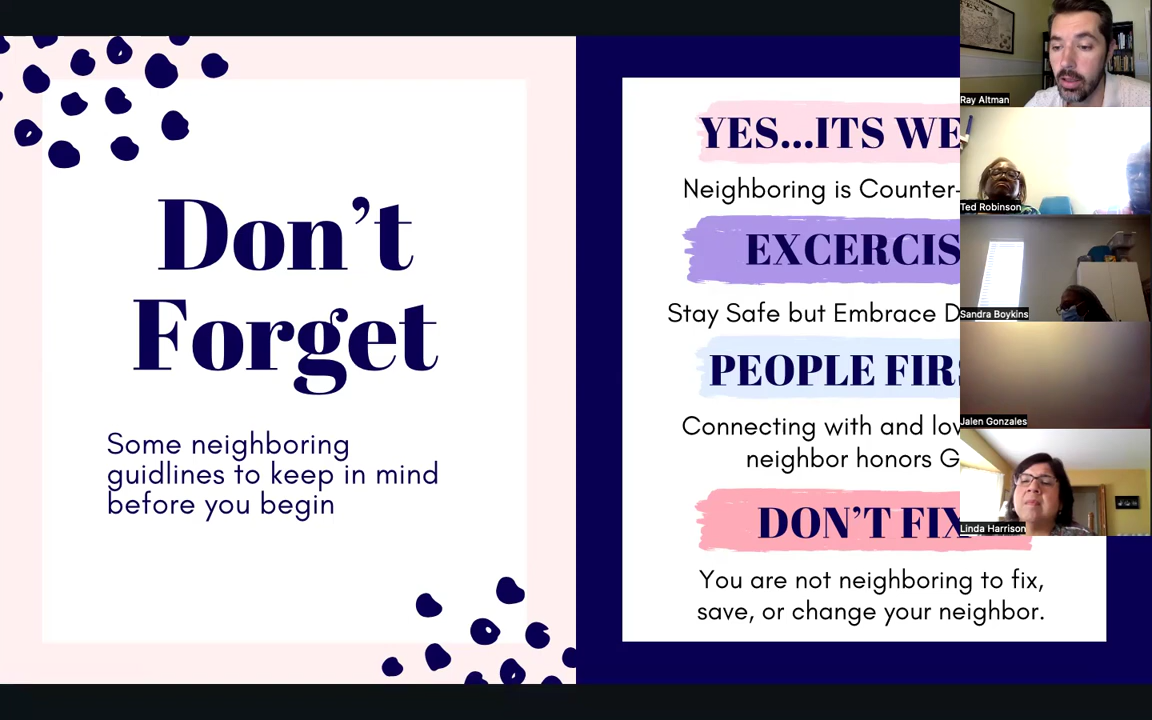 Don't
Forget
Some neighboring
guidlines to keep in mind
before you begin
YES...ITS WE
Neighboring is Counter-
EXCERCIS
Stay Safe but Embrace D
PEOPLE FIRS
Connecting with and lov
neighbor honors G
DON'T FIX
You are not neighboring to fix,
save, or change your neighbor.
TEXAS
Ray Altman
Ted Robinson
Sandra Boykins
Jalen Gonzales
Linda Harrison